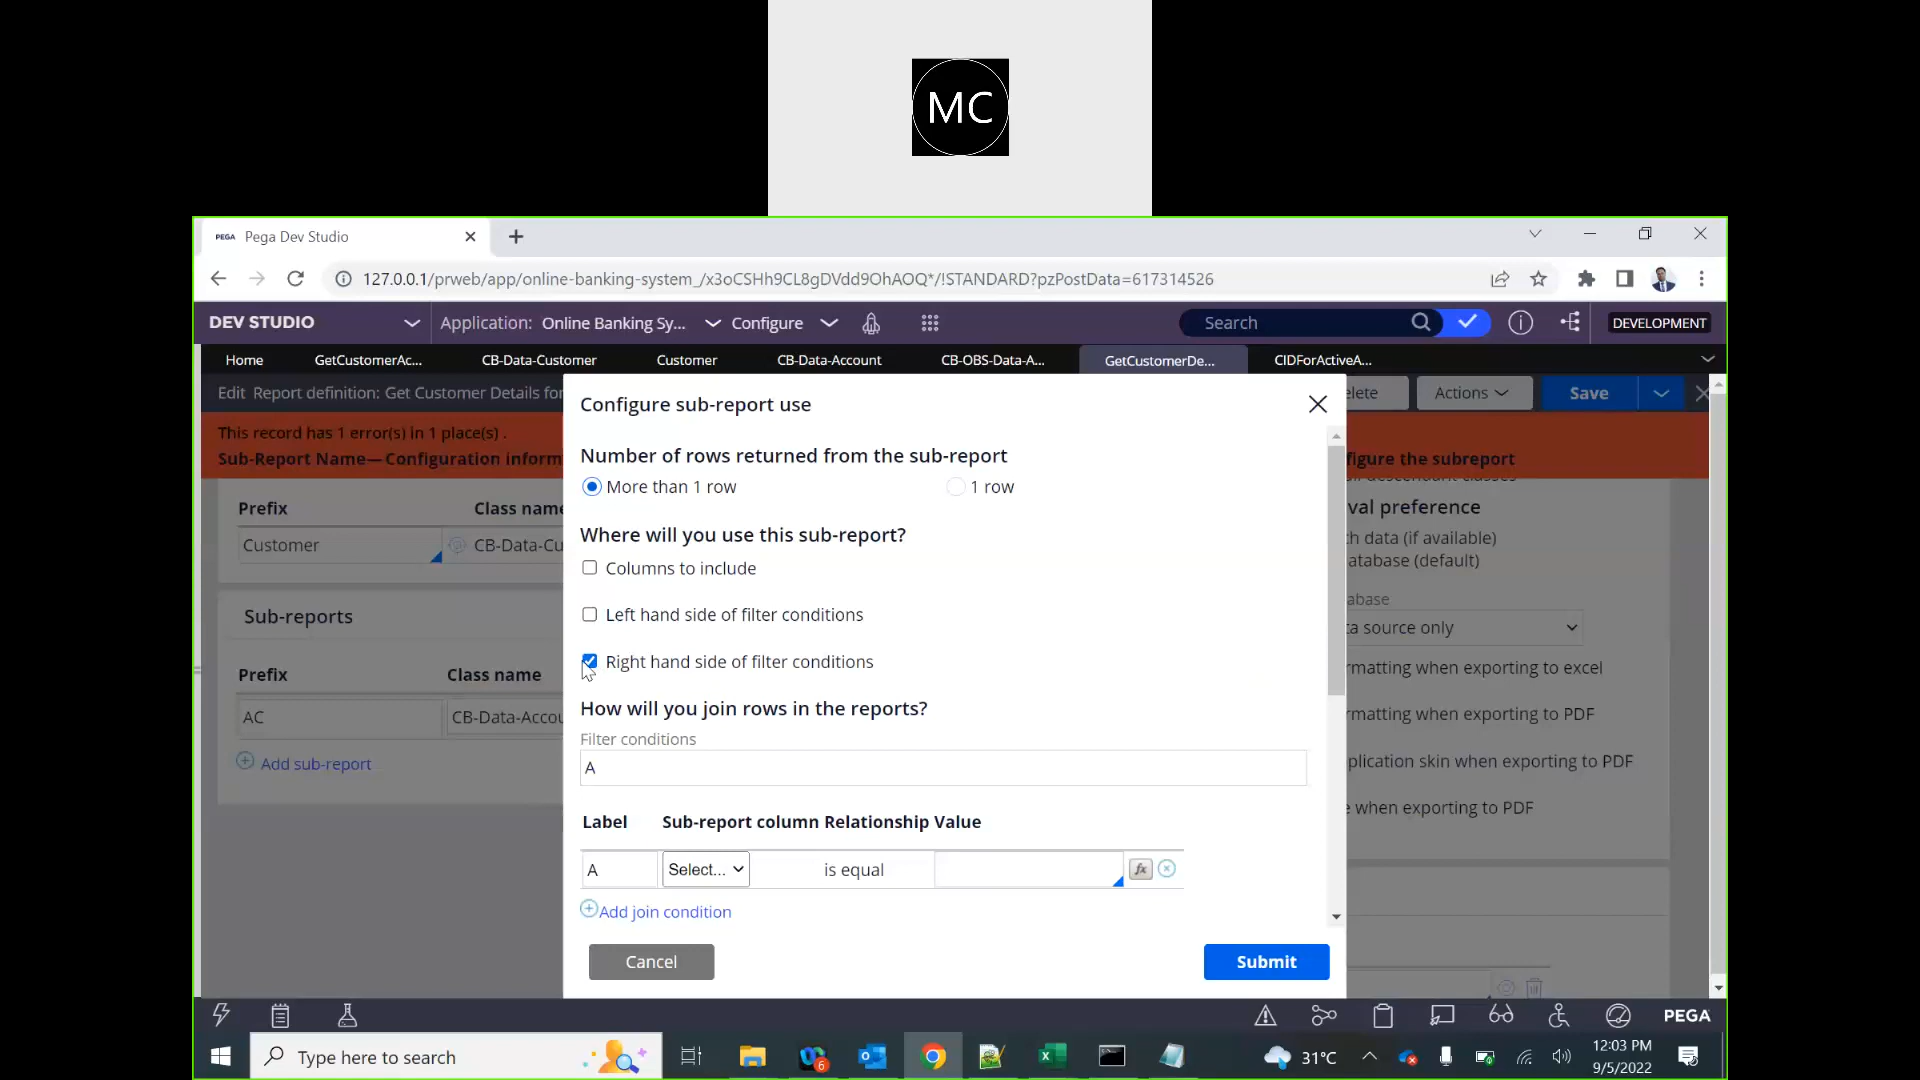 MC
PEGA Pega Dev Studio
127.0.0.1/prweb/app/online-banking-system_/x3oCSHh9CL8gDVdd9OhAOQ*/!STANDARD?pzPostData=617314526
DEV STUDIO Application: Online Banking Sy... Configure Search DEVELOPMENT
Home GetCustomerAc... CB-Data-Customer Customer CB-Data-Account CB-OBS-Data-A... GetCustomerDe... CIDForActiveA...
Edit Report definition: Get Customer Details for elete Actions Save
This record has 1 error(s) in 1 place(s) .
Sub-Report Name—Configuration inform figure the subreport
Prefix Class name
Customer CB-Data-Cu
Sub-reports
Prefix Class name
AC CB-Data-Accou
Add sub-report
Configure sub-report use
Number of rows returned from the sub-report
More than 1 row 1 row
Where will you use this sub-report?
Columns to include
Left hand side of filter conditions
Right hand side of filter conditions
How will you join rows in the reports?
Filter conditions
A
Label Sub-report column Relationship Value
A Select... is equal fx
Add join condition
Cancel Submit
val preference
ch data (if available)
atabase (default)
abase
ta source only
rmatting when exporting to excel
rmatting when exporting to PDF
plication skin when exporting to PDF
e when exporting to PDF
PEGA
Type here to search 6 31°C 12:03 PM
9/5/2022